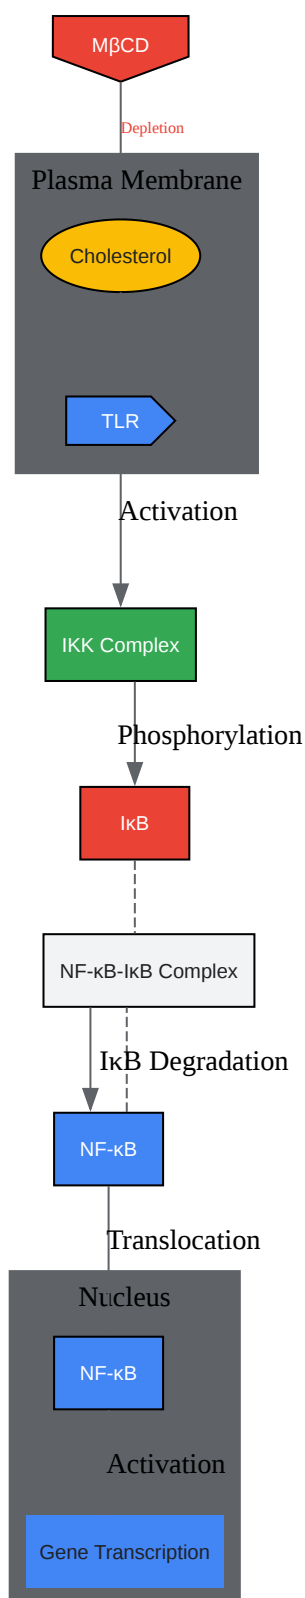 MβCD
Depletion
Plasma Membrane
Cholesterol
TLR
Activation
IKK Complex
Phosphorylation
IκB
NF-κB-IκB Complex
IκB Degradation
NF-κB
Translocation
Nucleus
NF-κB
Activation
Gene Transcription